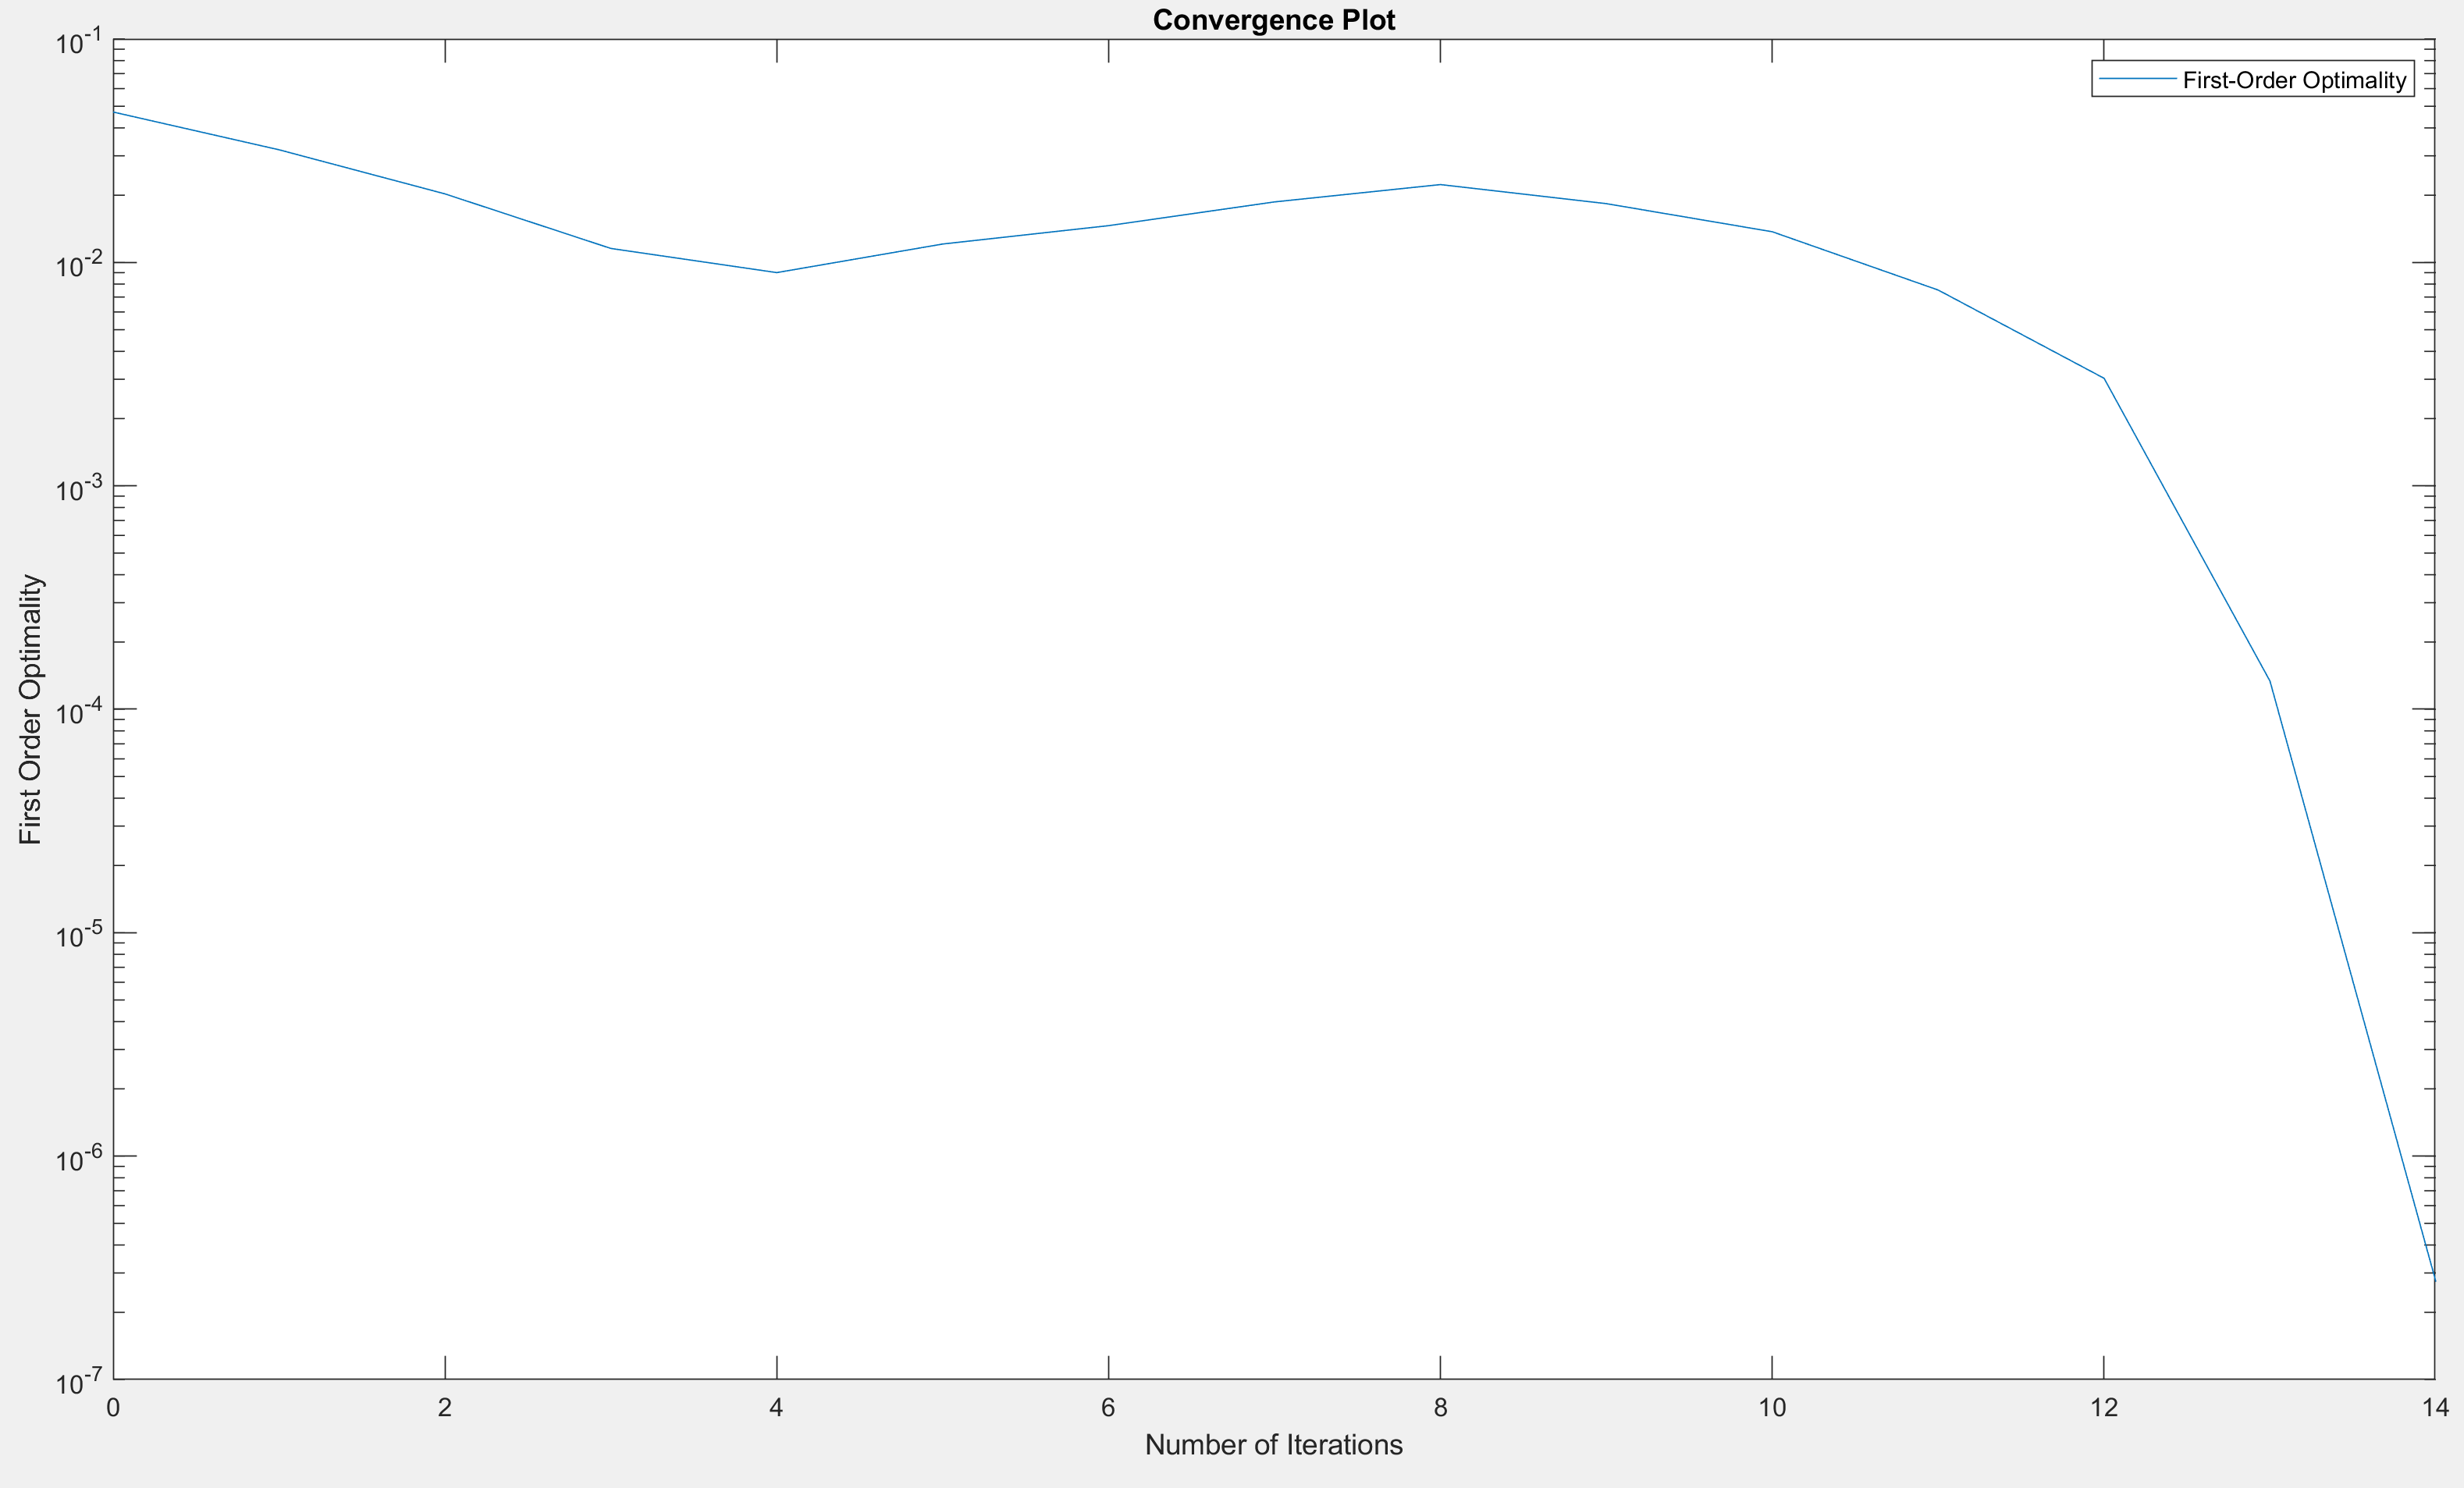 Convergence Plot
First-Order Optimality
10-1
10-2
10-3
10-4
10-5
10-6
10-7
First Order Optimality
0 2 4 6 8 10 12 14
Number of Iterations